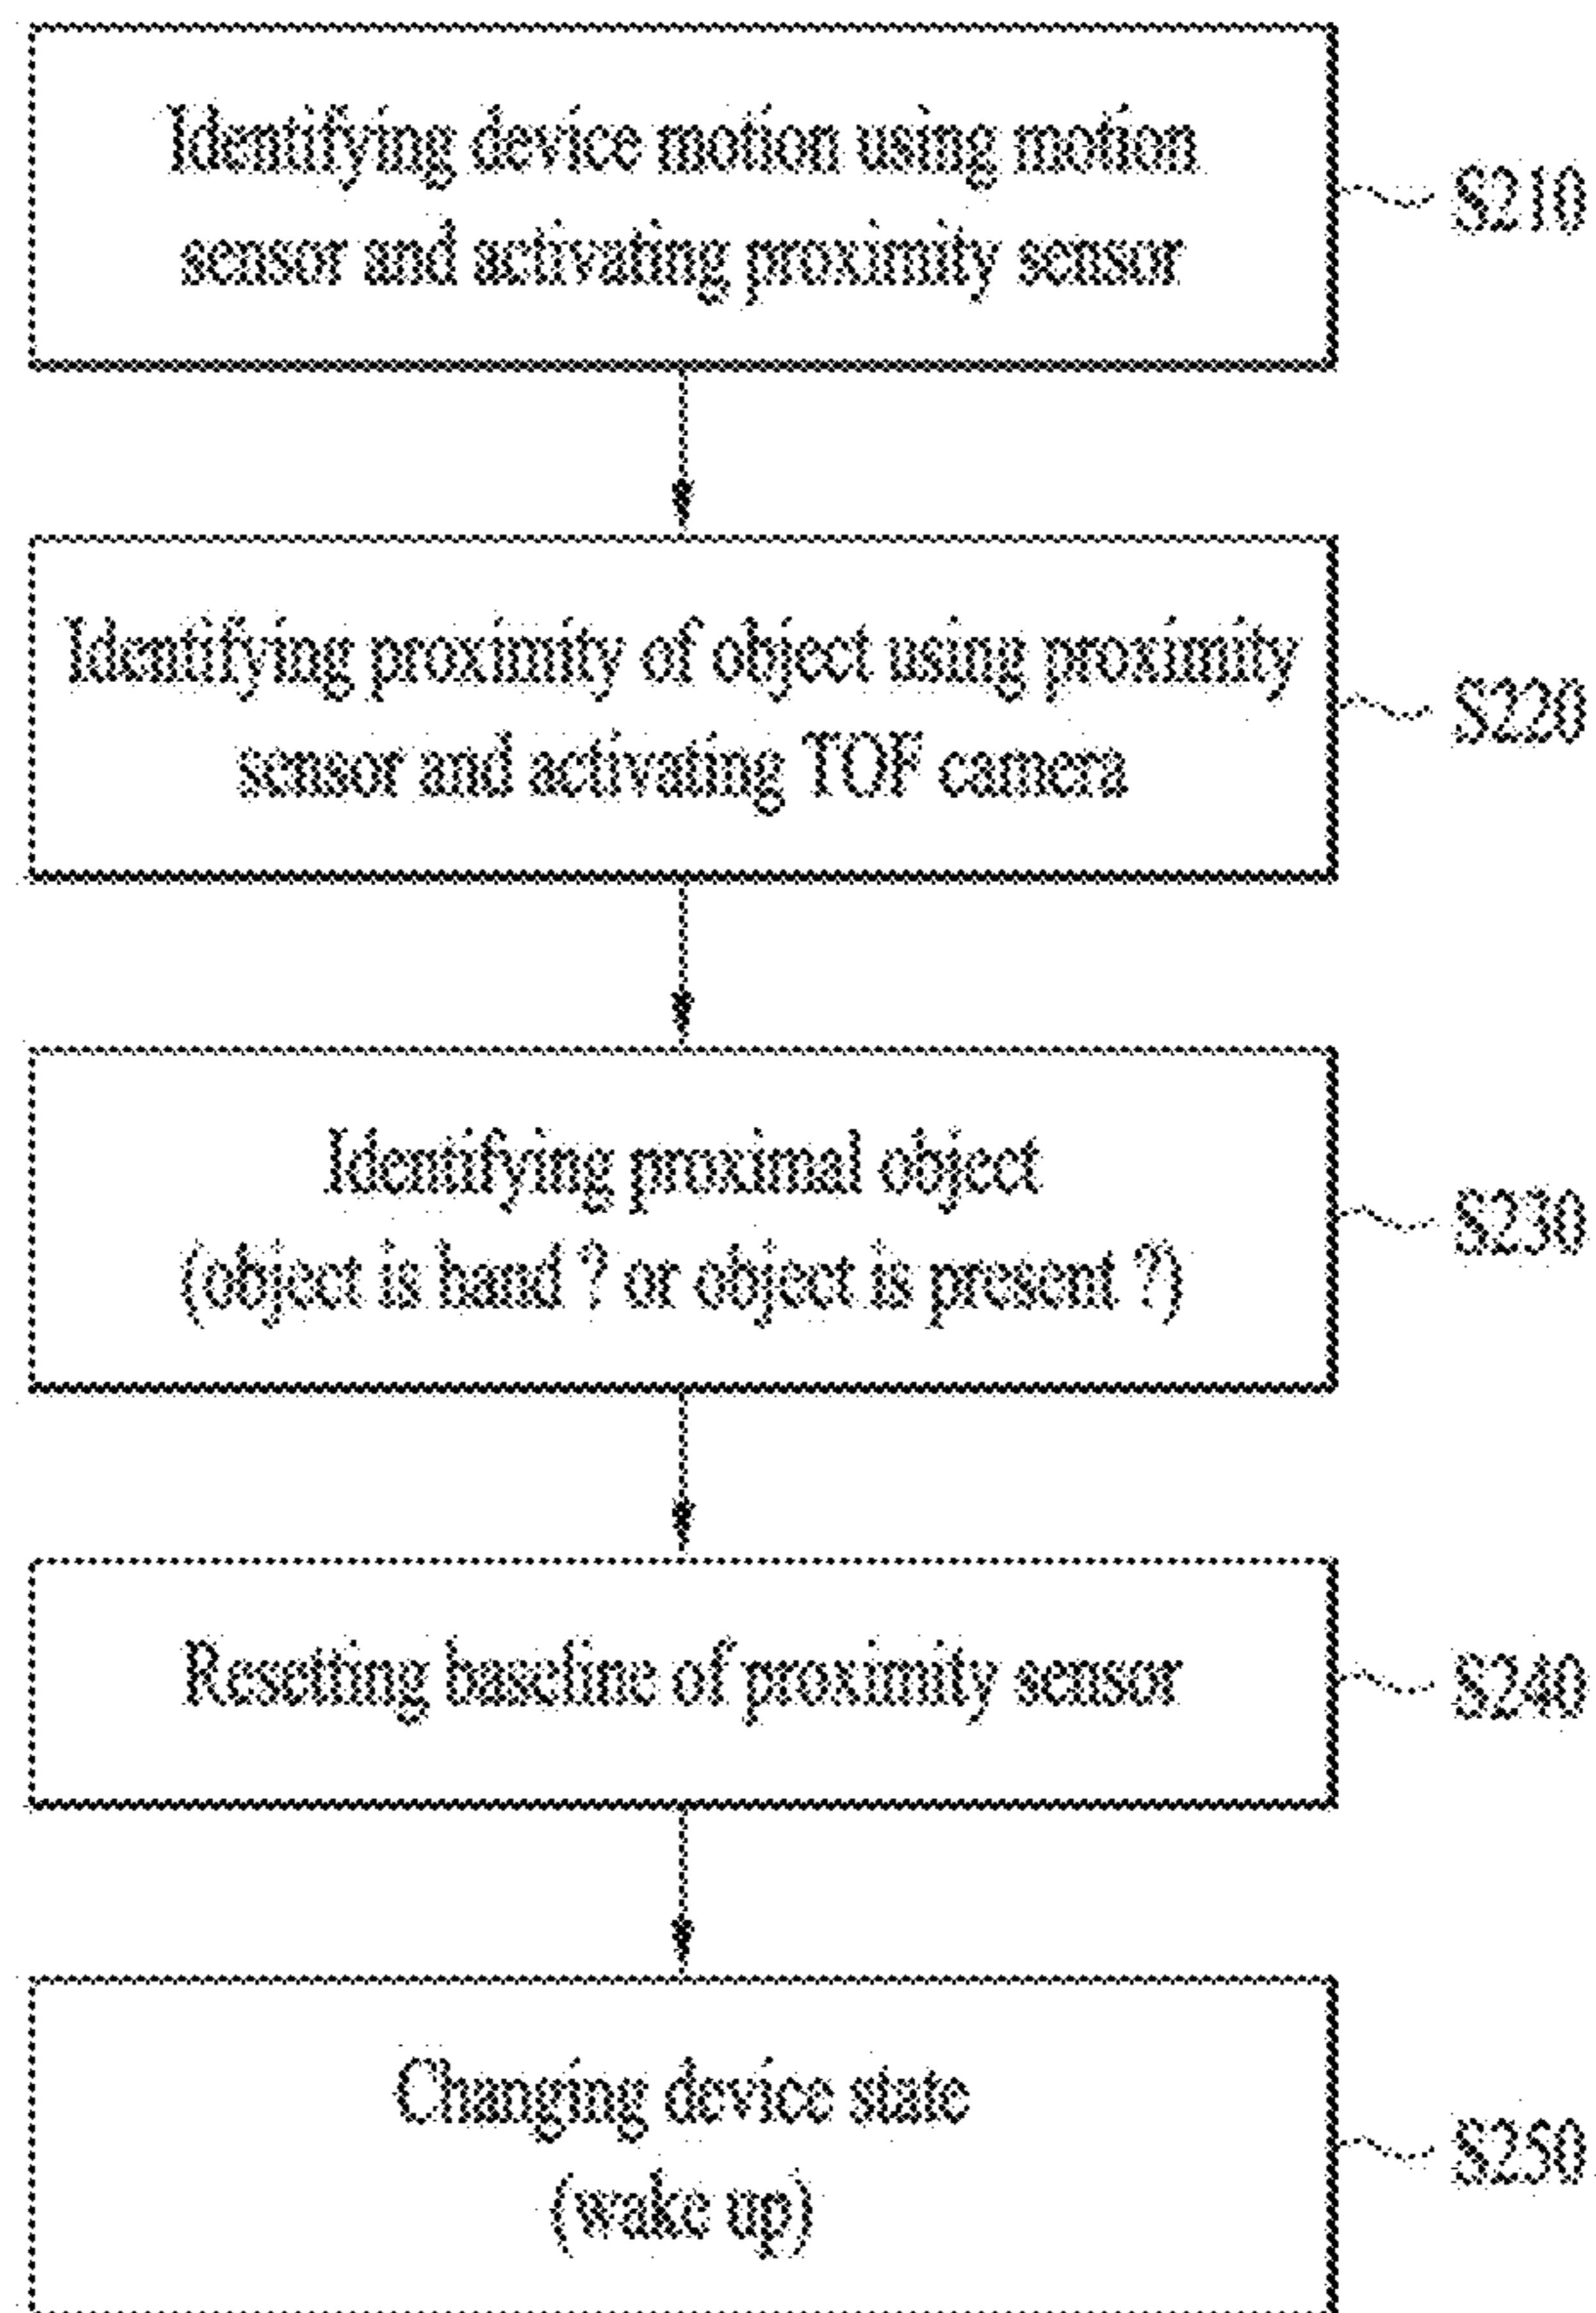 Identifying device motion using motion
sensor and activating proximity sensor
S210
Identifying proximity of object using proximity
sensor and activating TOF camera
S220
Identifying proximal object
(object is hand ? or object is present ?)
S230
Resetting baseline of proximity sensor
S240
Changing device state
(wake up)
S250